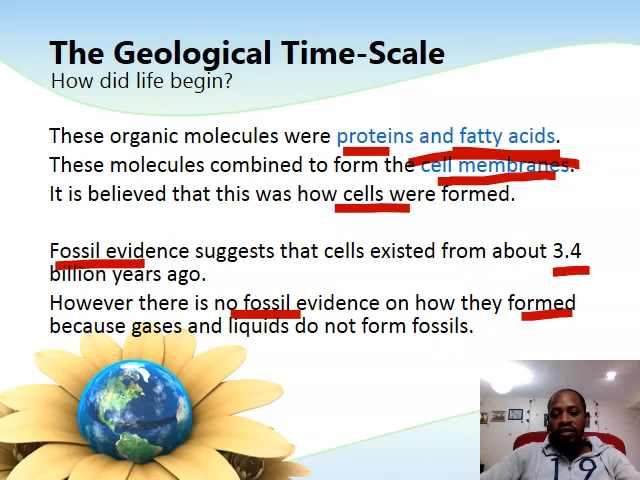 The Geological Time-Scale
How did life begin?
These organic molecules were proteins and fatty acids.
These molecules combined to form the cell membranes.
It is believed that this was how cells were formed.
Fossil evidence suggests that cells existed from about 3.4
billion years ago.
However there is no fossil evidence on how they formed
because gases and liquids do not form fossils.
19